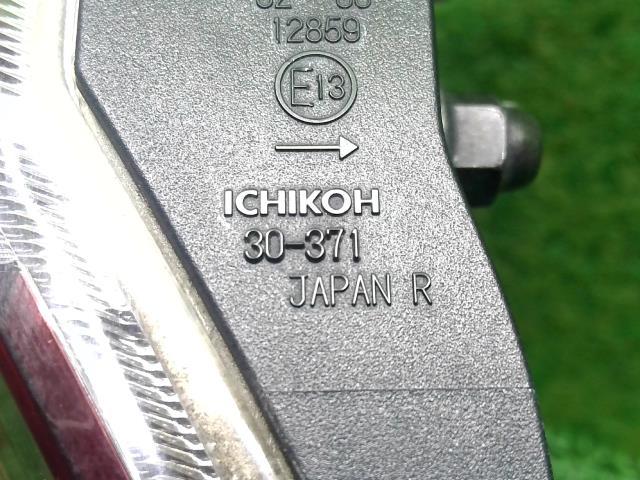 12859
E13
ICHIKOH
30-371
JAPAN R